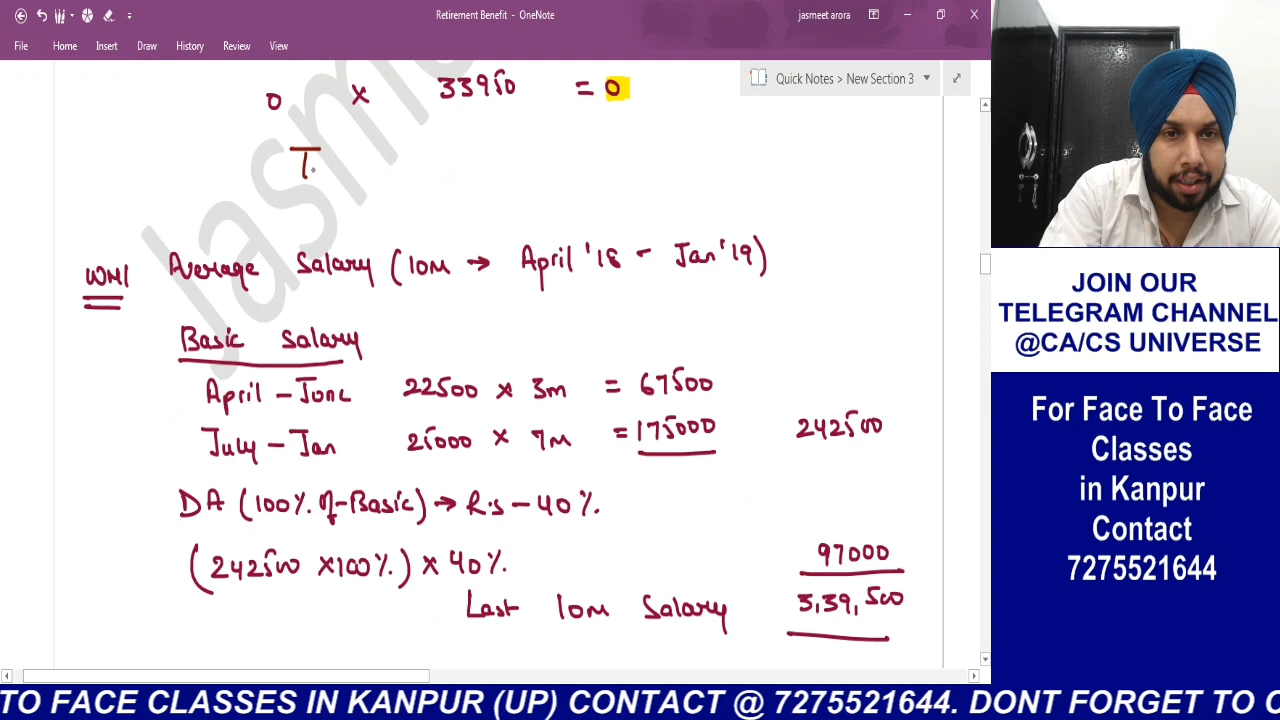 Retirement Benefit - OneNote
jasmeet arora
File Home Insert Draw History Review View
Quick Notes > New Section 3
0 × 33950 = 0
Jasm
WN1 Average Salary (10M → April '18 - Jan '19)
Basic Salary
April - June 22500 × 3m = 67500
July - Jan 25000 × 7M = 175000 242500
DA (100% of Basic) → R.s - 40%.
(242500 × 100%) × 40%. 97000
Last 10M Salary 3,39,500
JOIN OUR
TELEGRAM CHANNEL
@CA/CS UNIVERSE
For Face To Face
Classes
in Kanpur
Contact
7275521644
TO FACE CLASSES IN KANPUR (UP) CONTACT @ 7275521644. DONT FORGET TO